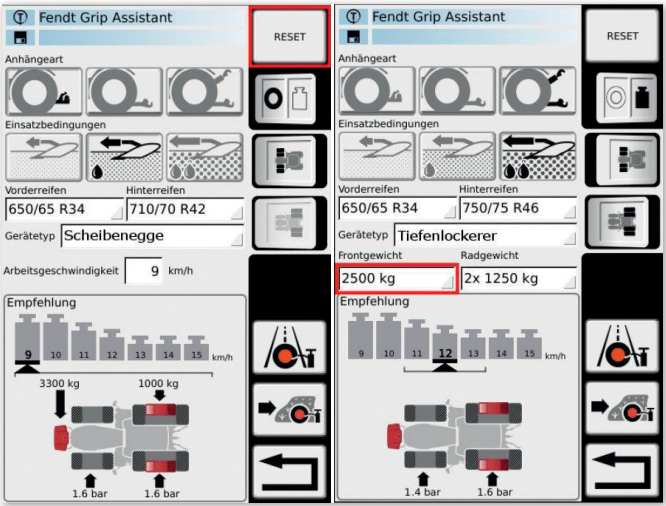 Fendt Grip Assistant
RESET
Anhängeart
Einsatzbedingungen
Vorderreifen Hinterreifen
650/65 R34 710/70 R42
Gerätetyp Scheibenegge
Arbeitsgeschwindigkeit 9 km/h
Empfehlung
9 10 11 12 13 14 15 km/h
3300 kg 1000 kg
1.6 bar 1.6 bar
Fendt Grip Assistant
RESET
Anhängeart
Einsatzbedingungen
Vorderreifen Hinterreifen
650/65 R34 750/75 R46
Gerätetyp Tiefenlockerer
Frontgewicht Radgewicht
2500 kg 2x 1250 kg
Empfehlung
9 10 11 12 13 14 15 km/h
1.4 bar 1.6 bar